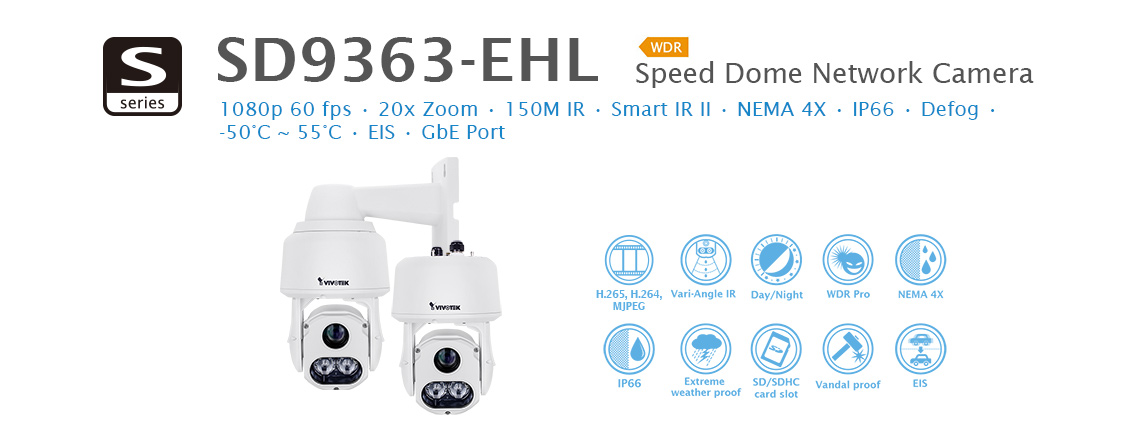 S
series
SD9363-EHL
WDR
Speed Dome Network Camera
1080p 60 fps · 20x Zoom · 150M IR · Smart IR II · NEMA 4X · IP66 · Defog ·
-50°C ~ 55°C · EIS · GbE Port
VIVOTEK
VIVOTEK
H.265, H.264,
MJPEG
Vari-Angle IR
Day/Night
WDR Pro
NEMA 4X
IP66
Extreme
weather proof
SD/SDHC
card slot
Vandal proof
EIS